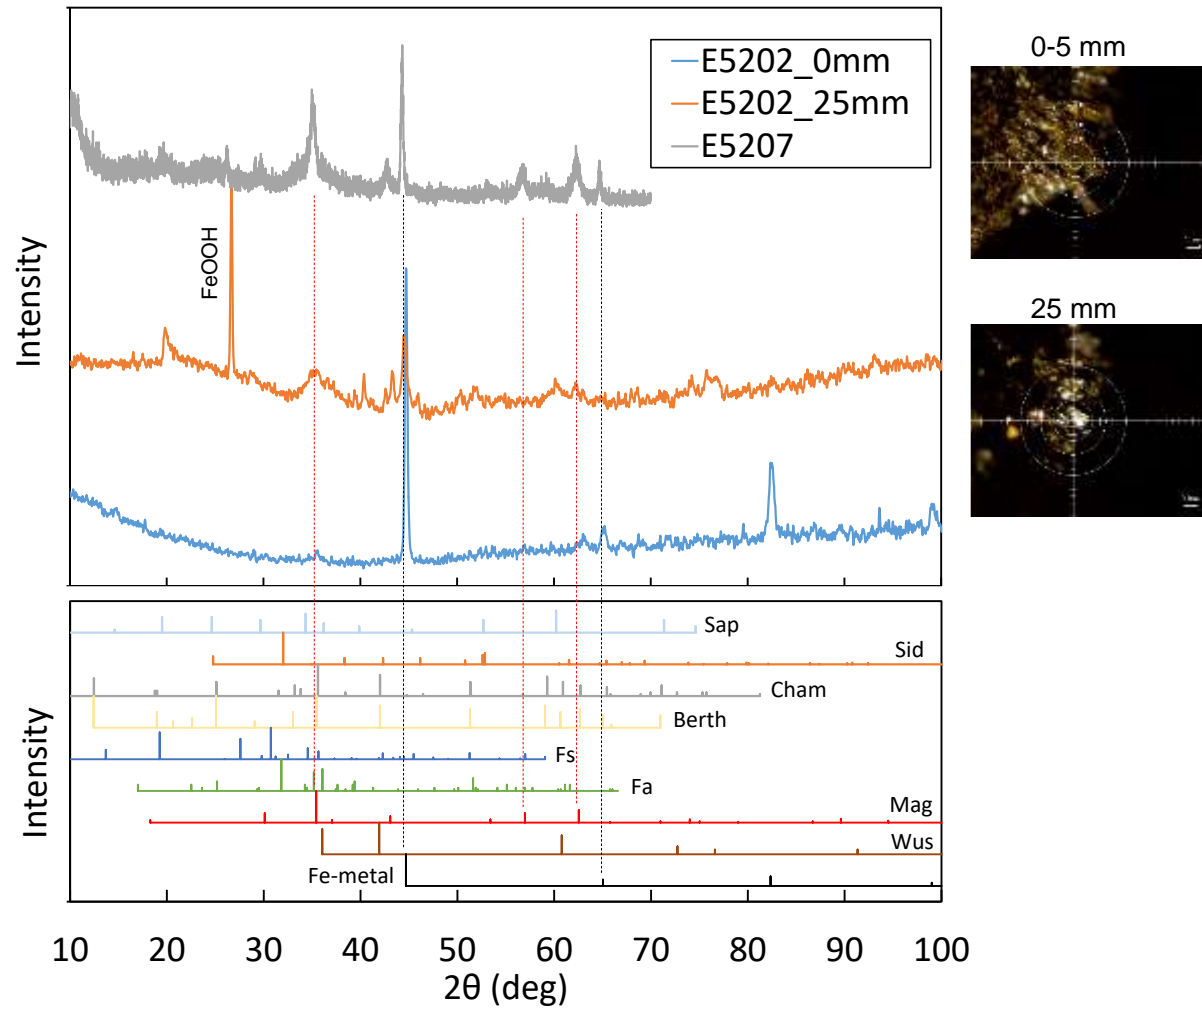 E5202_0mm
E5202_25mm
E5207
FeOOH
Intensity
0-5 mm
25 mm
Sap
Sid
Cham
Berth
Fs
Fa
Mag
Wus
Fe-metal
Intensity
10 20 30 40 50 60 70 80 90 100
2θ (deg)